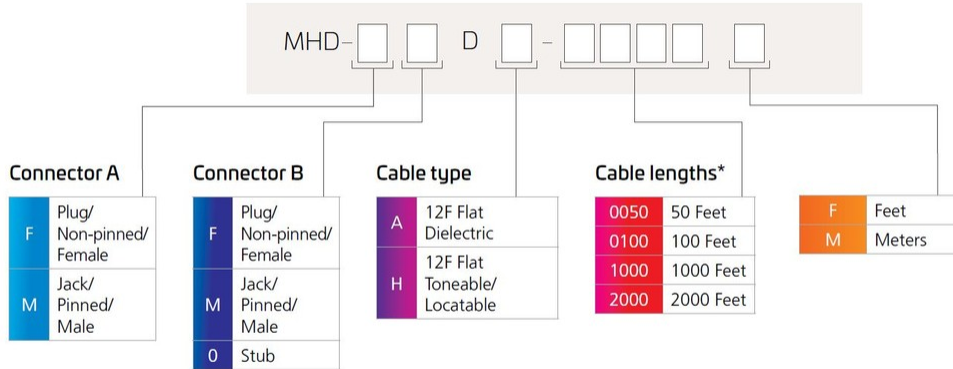 MHD- D -
Connector A
F
Plug/
Non-pinned/
Female
M
Jack/
Pinned/
Male
Connector B
F
Plug/
Non-pinned/
Female
M
Jack/
Pinned/
Male
0 Stub
Cable type
A
12F Flat
Dielectric
H
12F Flat
Toneable/
Locatable
Cable lengths*
0050 50 Feet
0100 100 Feet
1000 1000 Feet
2000 2000 Feet
F Feet
M Meters